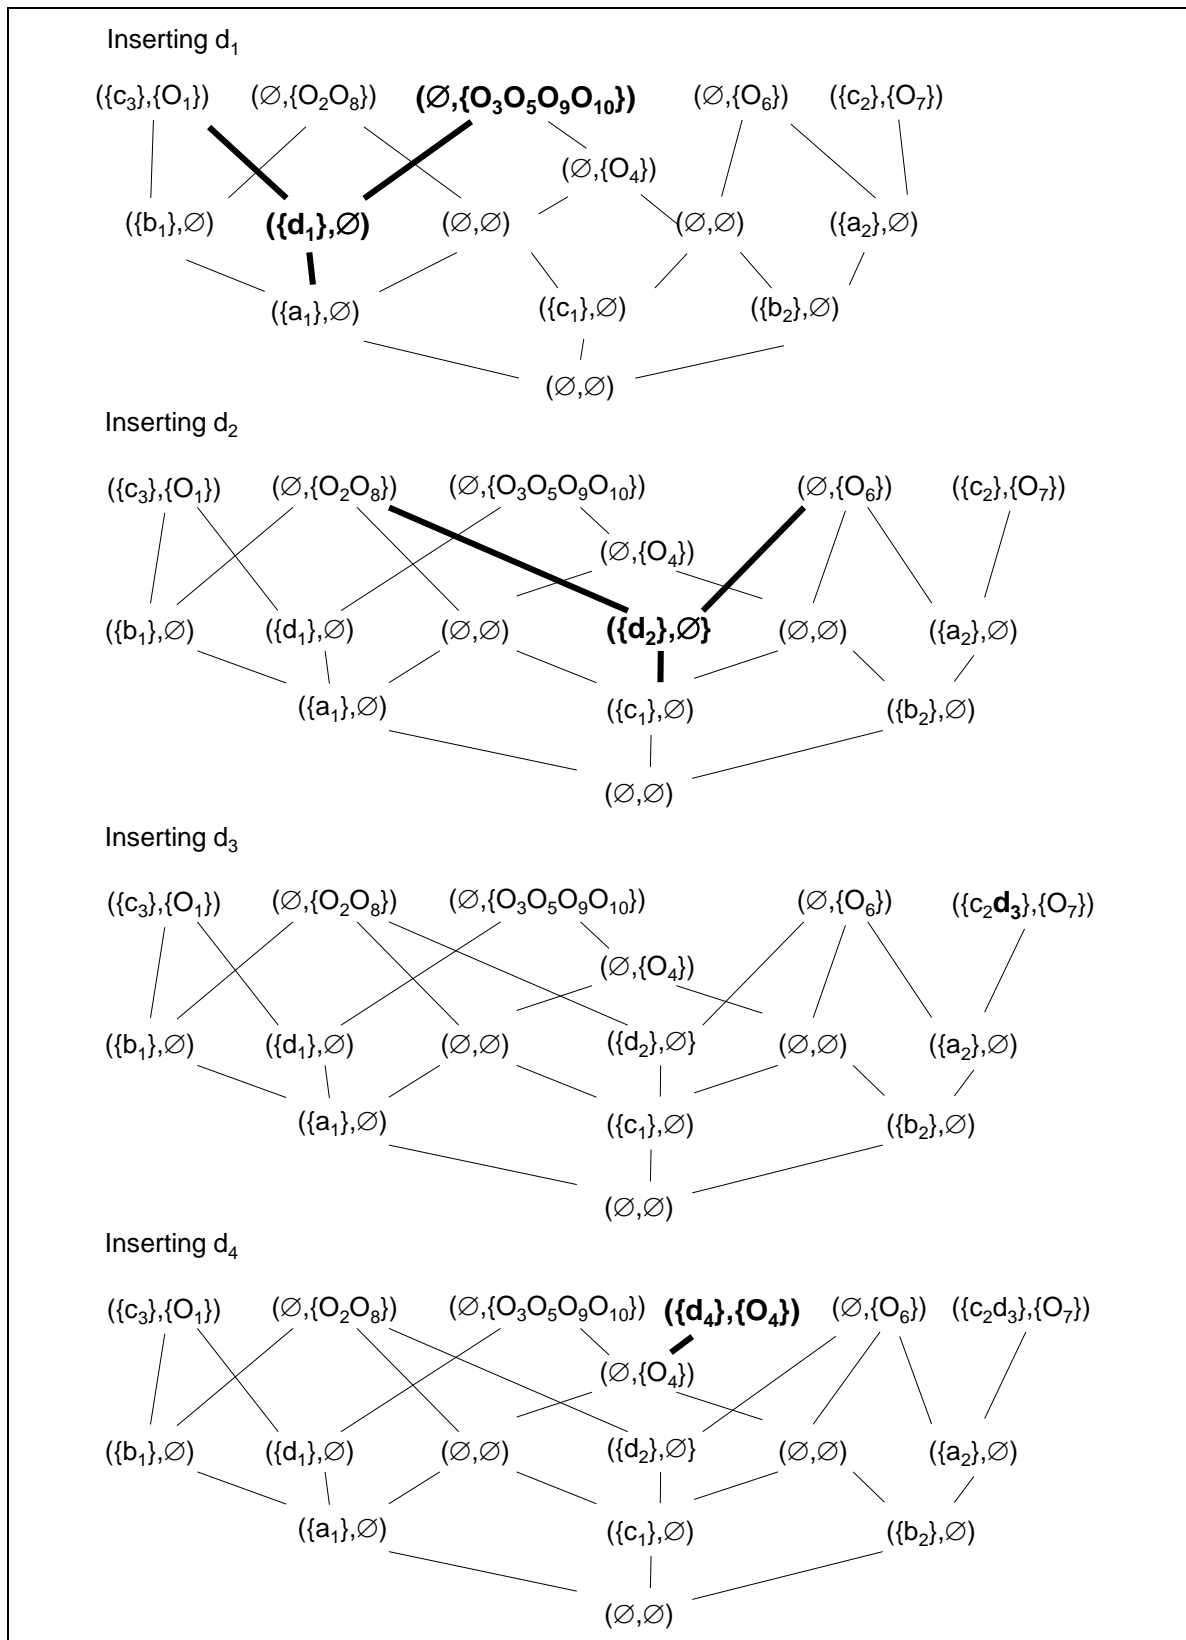 Inserting d₁
({c₃},{O₁}) (∅,{O₂O₈}) (∅,{O₃O₅O₉O₁₀}) (∅,{O₆}) ({c₂},{O₇})
(∅,{O₄})
({b₁},∅) ({d₁},∅) (∅,∅) (∅,∅) ({a₂},∅)
({a₁},∅) ({c₁},∅) ({b₂},∅)
(∅,∅)
Inserting d₂
({c₃},{O₁}) (∅,{O₂O₈}) (∅,{O₃O₅O₉O₁₀}) (∅,{O₆}) ({c₂},{O₇})
(∅,{O₄})
({b₁},∅) ({d₁},∅) (∅,∅) ({d₂},∅} (∅,∅) ({a₂},∅)
({a₁},∅) ({c₁},∅) ({b₂},∅)
(∅,∅)
Inserting d₃
({c₃},{O₁}) (∅,{O₂O₈}) (∅,{O₃O₅O₉O₁₀}) (∅,{O₆}) ({c₂d₃},{O₇})
(∅,{O₄})
({b₁},∅) ({d₁},∅) (∅,∅) ({d₂},∅} (∅,∅) ({a₂},∅)
({a₁},∅) ({c₁},∅) ({b₂},∅)
(∅,∅)
Inserting d₄
({c₃},{O₁}) (∅,{O₂O₈}) (∅,{O₃O₅O₉O₁₀}) ({d₄},{O₄}) (∅,{O₆}) ({c₂d₃},{O₇})
(∅,{O₄})
({b₁},∅) ({d₁},∅) (∅,∅) ({d₂},∅} (∅,∅) ({a₂},∅)
({a₁},∅) ({c₁},∅) ({b₂},∅)
(∅,∅)